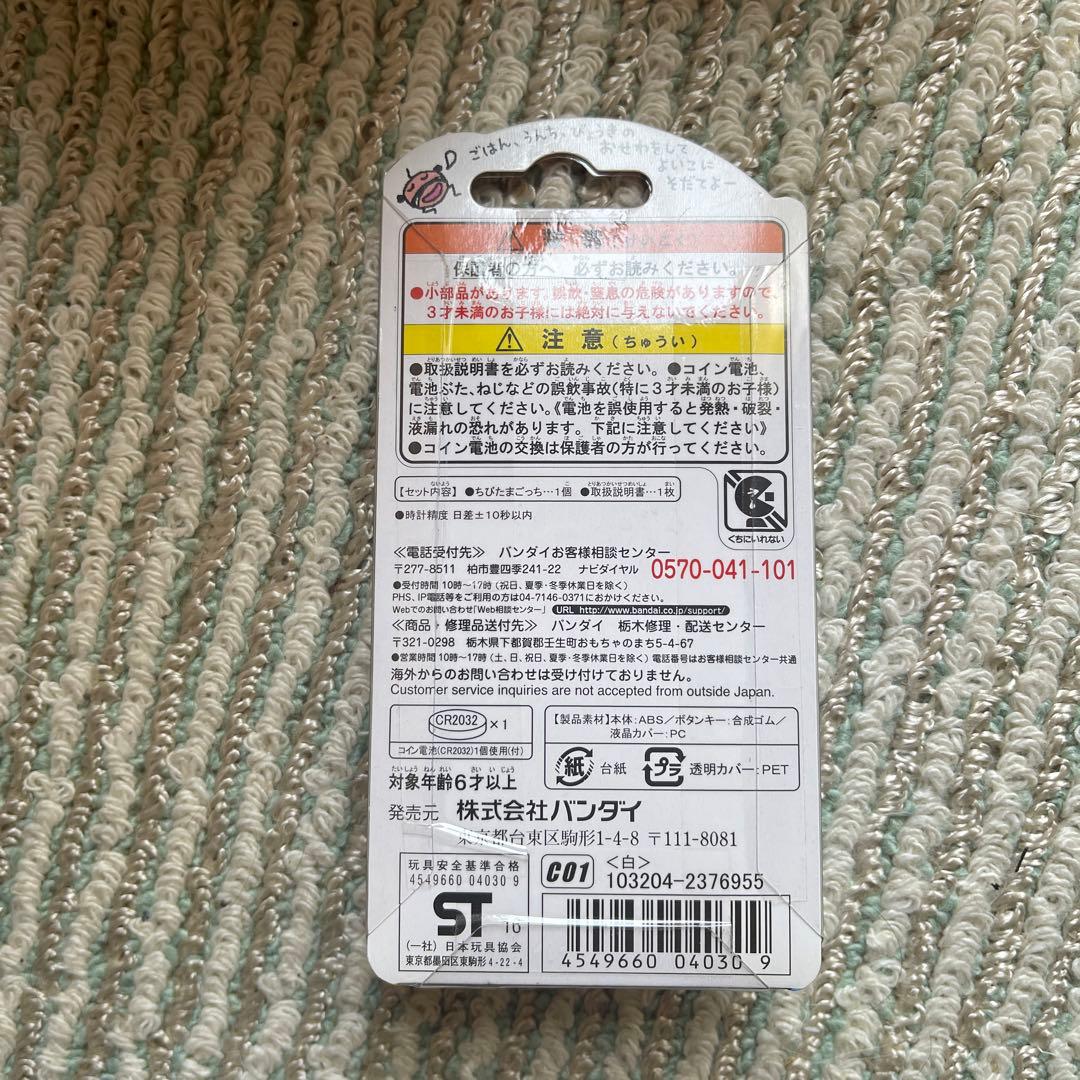 ごはん、うんち、びょうきの
おせわをして
よいこに
そだてよー
保護者の方へ 必ずお読みください。
●小部品があります。誤飲・窒息の危険がありますので、
3才未満のお子様には絶対に与えないでください。
注意(ちゅうい)
●取扱説明書を必ずお読みください。●コイン電池、
電池ぶた、ねじなどの誤飲事故(特に3才未満のお子様)
に注意してください。《電池を誤使用すると発熱・破裂・
液漏れの恐れがあります。下記に注意してください》
●コイン電池の交換は保護者の方が行ってください。
【セット内容】 ●ちびたまごっち…1個 ●取扱説明書…1枚
●時計精度 日差±10秒以内
くちにいれない
≪電話受付先≫ バンダイお客様相談センター
〒277-8511 柏市豊四季241-22 ナビダイヤル 0570-041-101
●受付時間 10時～17時(祝日、夏季・冬季休業日を除く)
PHS、IP電話等をご利用の方は04-7146-0371におかけください。
Webでのお問い合わせ「Web相談センター」 URL http://www.bandai.co.jp/support/
≪商品・修理品送付先≫ バンダイ 栃木修理・配送センター
〒321-0298 栃木県下都賀郡壬生町おもちゃのまち5-4-67
●営業時間 10時～17時(土、日、祝日、夏季・冬季休業日を除く) 電話番号はお客様相談センター共通
海外からのお問い合わせは受け付けておりません。
Customer service inquiries are not accepted from outside Japan.
CR2032 ×1
コイン電池(CR2032)1個使用(付)
【製品素材】本体:ABS／ボタンキー:合成ゴム／
液晶カバー:PC
紙 台紙 プラ 透明カバー:PET
対象年齢6才以上
発売元 株式会社バンダイ
東京都台東区駒形1-4-8 〒111-8081
玩具安全基準合格
4549660 04030 9
ST 16
(一社)日本玩具協会
東京都墨田区東駒形4-22-4
C01 <白>
103204-2376955
4549660 04030 9